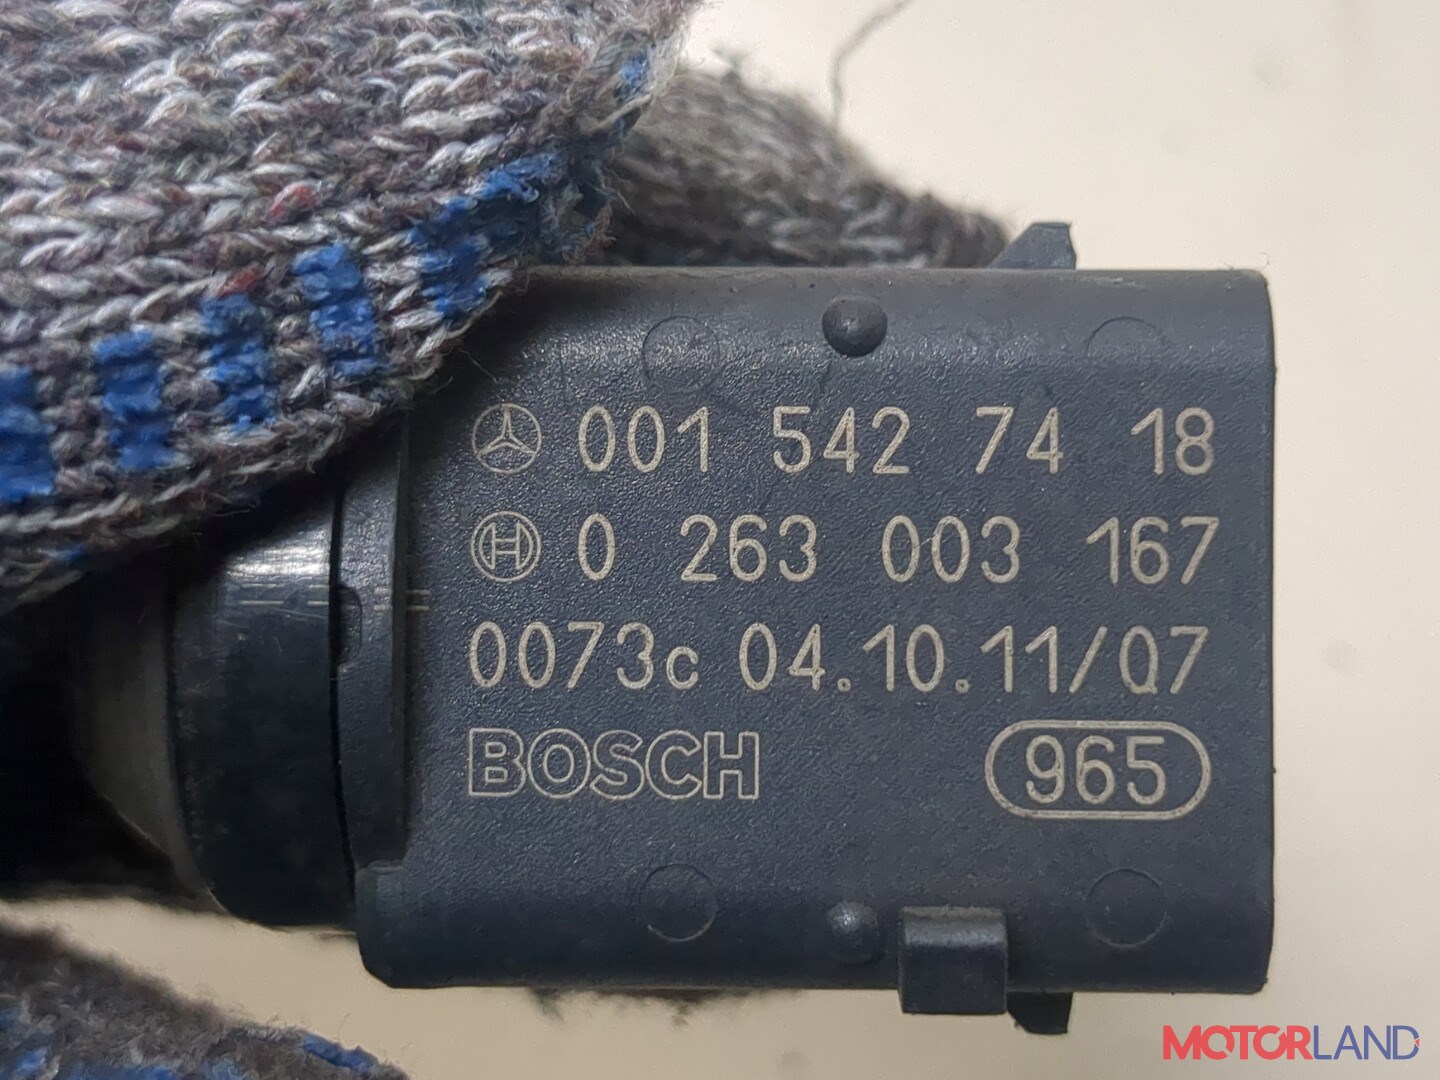 001 542 74 18
0 263 003 167
0073c 04.10.11/07
BOSCH 965
MOTORLAND